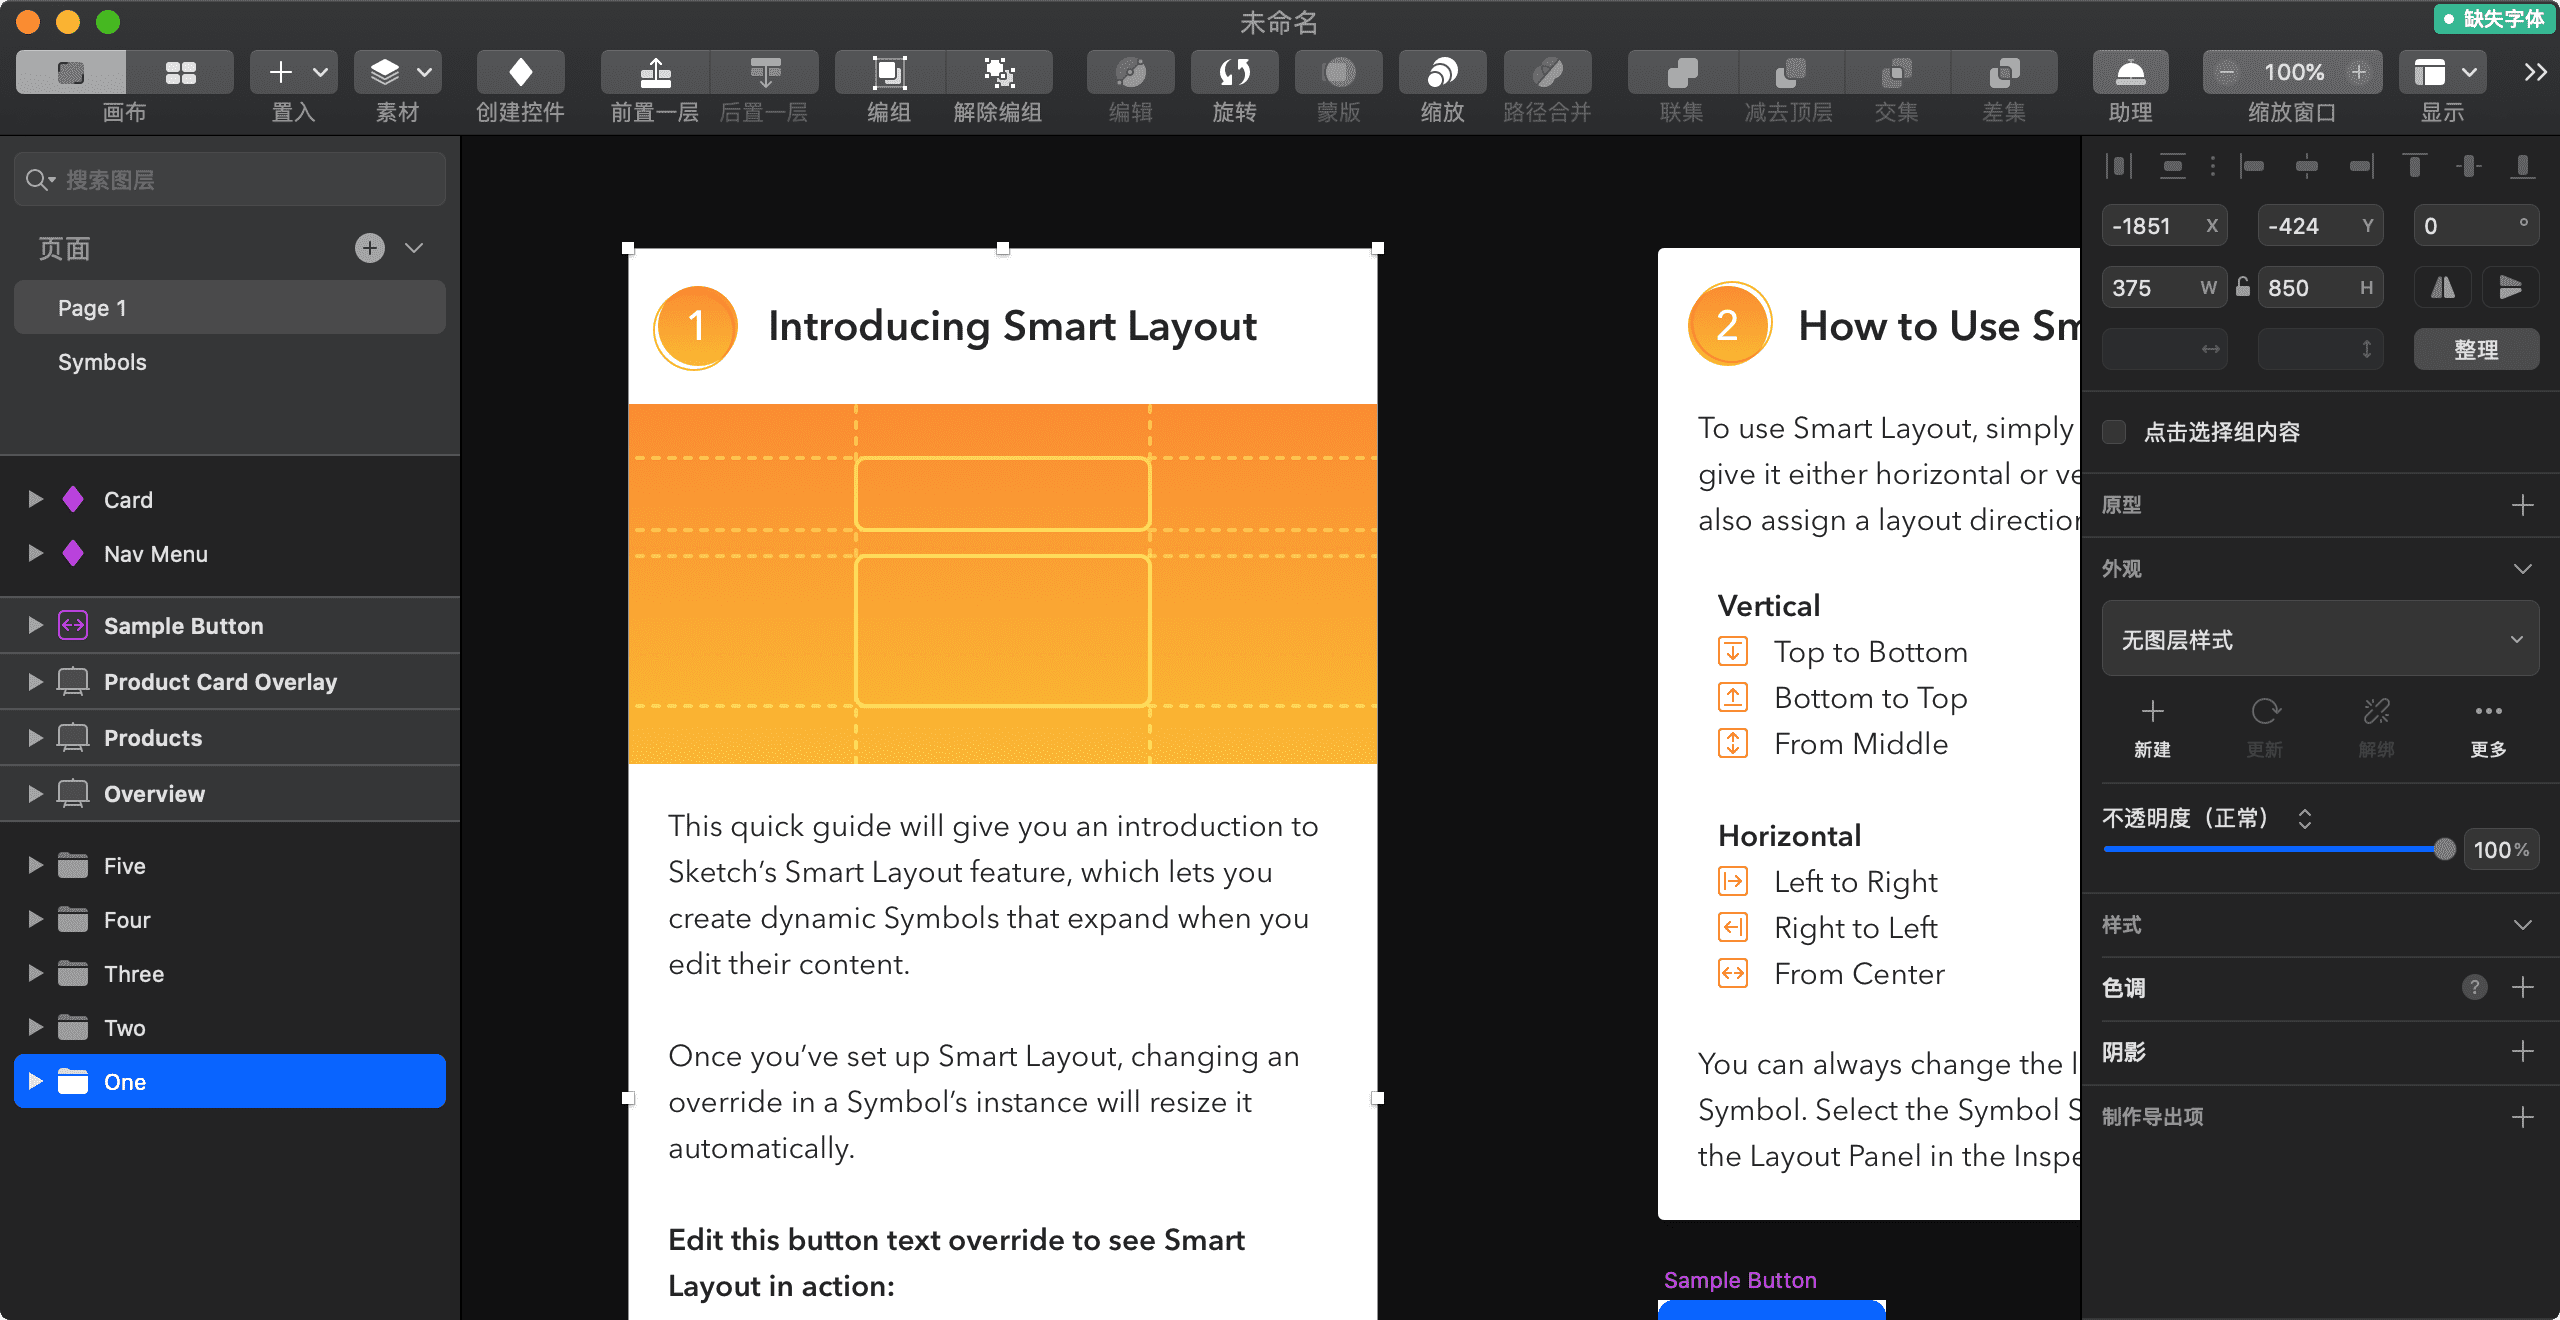 未命名
缺失字体
100%
画布
置入
素材
创建控件
前置一层
后置一层
编组
解除编组
编辑
旋转
蒙版
缩放
路径合并
联集
减去顶层
交集
差集
助理
缩放窗口
显示
搜索图层
页面
Page 1
Symbols
Card
Nav Menu
Sample Button
Product Card Overlay
Products
Overview
Five
Four
Three
Two
One
1
Introducing Smart Layout
This quick guide will give you an introduction to
Sketch’s Smart Layout feature, which lets you
create dynamic Symbols that expand when you
edit their content.
Once you’ve set up Smart Layout, changing an
override in a Symbol’s instance will resize it
automatically.
Edit this button text override to see Smart
Layout in action:
2
How to Use Sm
To use Smart Layout, simply
give it either horizontal or ve
also assign a layout direction
Vertical
Top to Bottom
Bottom to Top
From Middle
Horizontal
Left to Right
Right to Left
From Center
You can always change the l
Symbol. Select the Symbol S
the Layout Panel in the Inspe
Sample Button
-1851 X
-424 Y
0 °
375 W
850 H
整理
点击选择组内容
原型
外观
无图层样式
新建
更新
解绑
更多
不透明度（正常）
100%
样式
色调
?
阴影
制作导出项